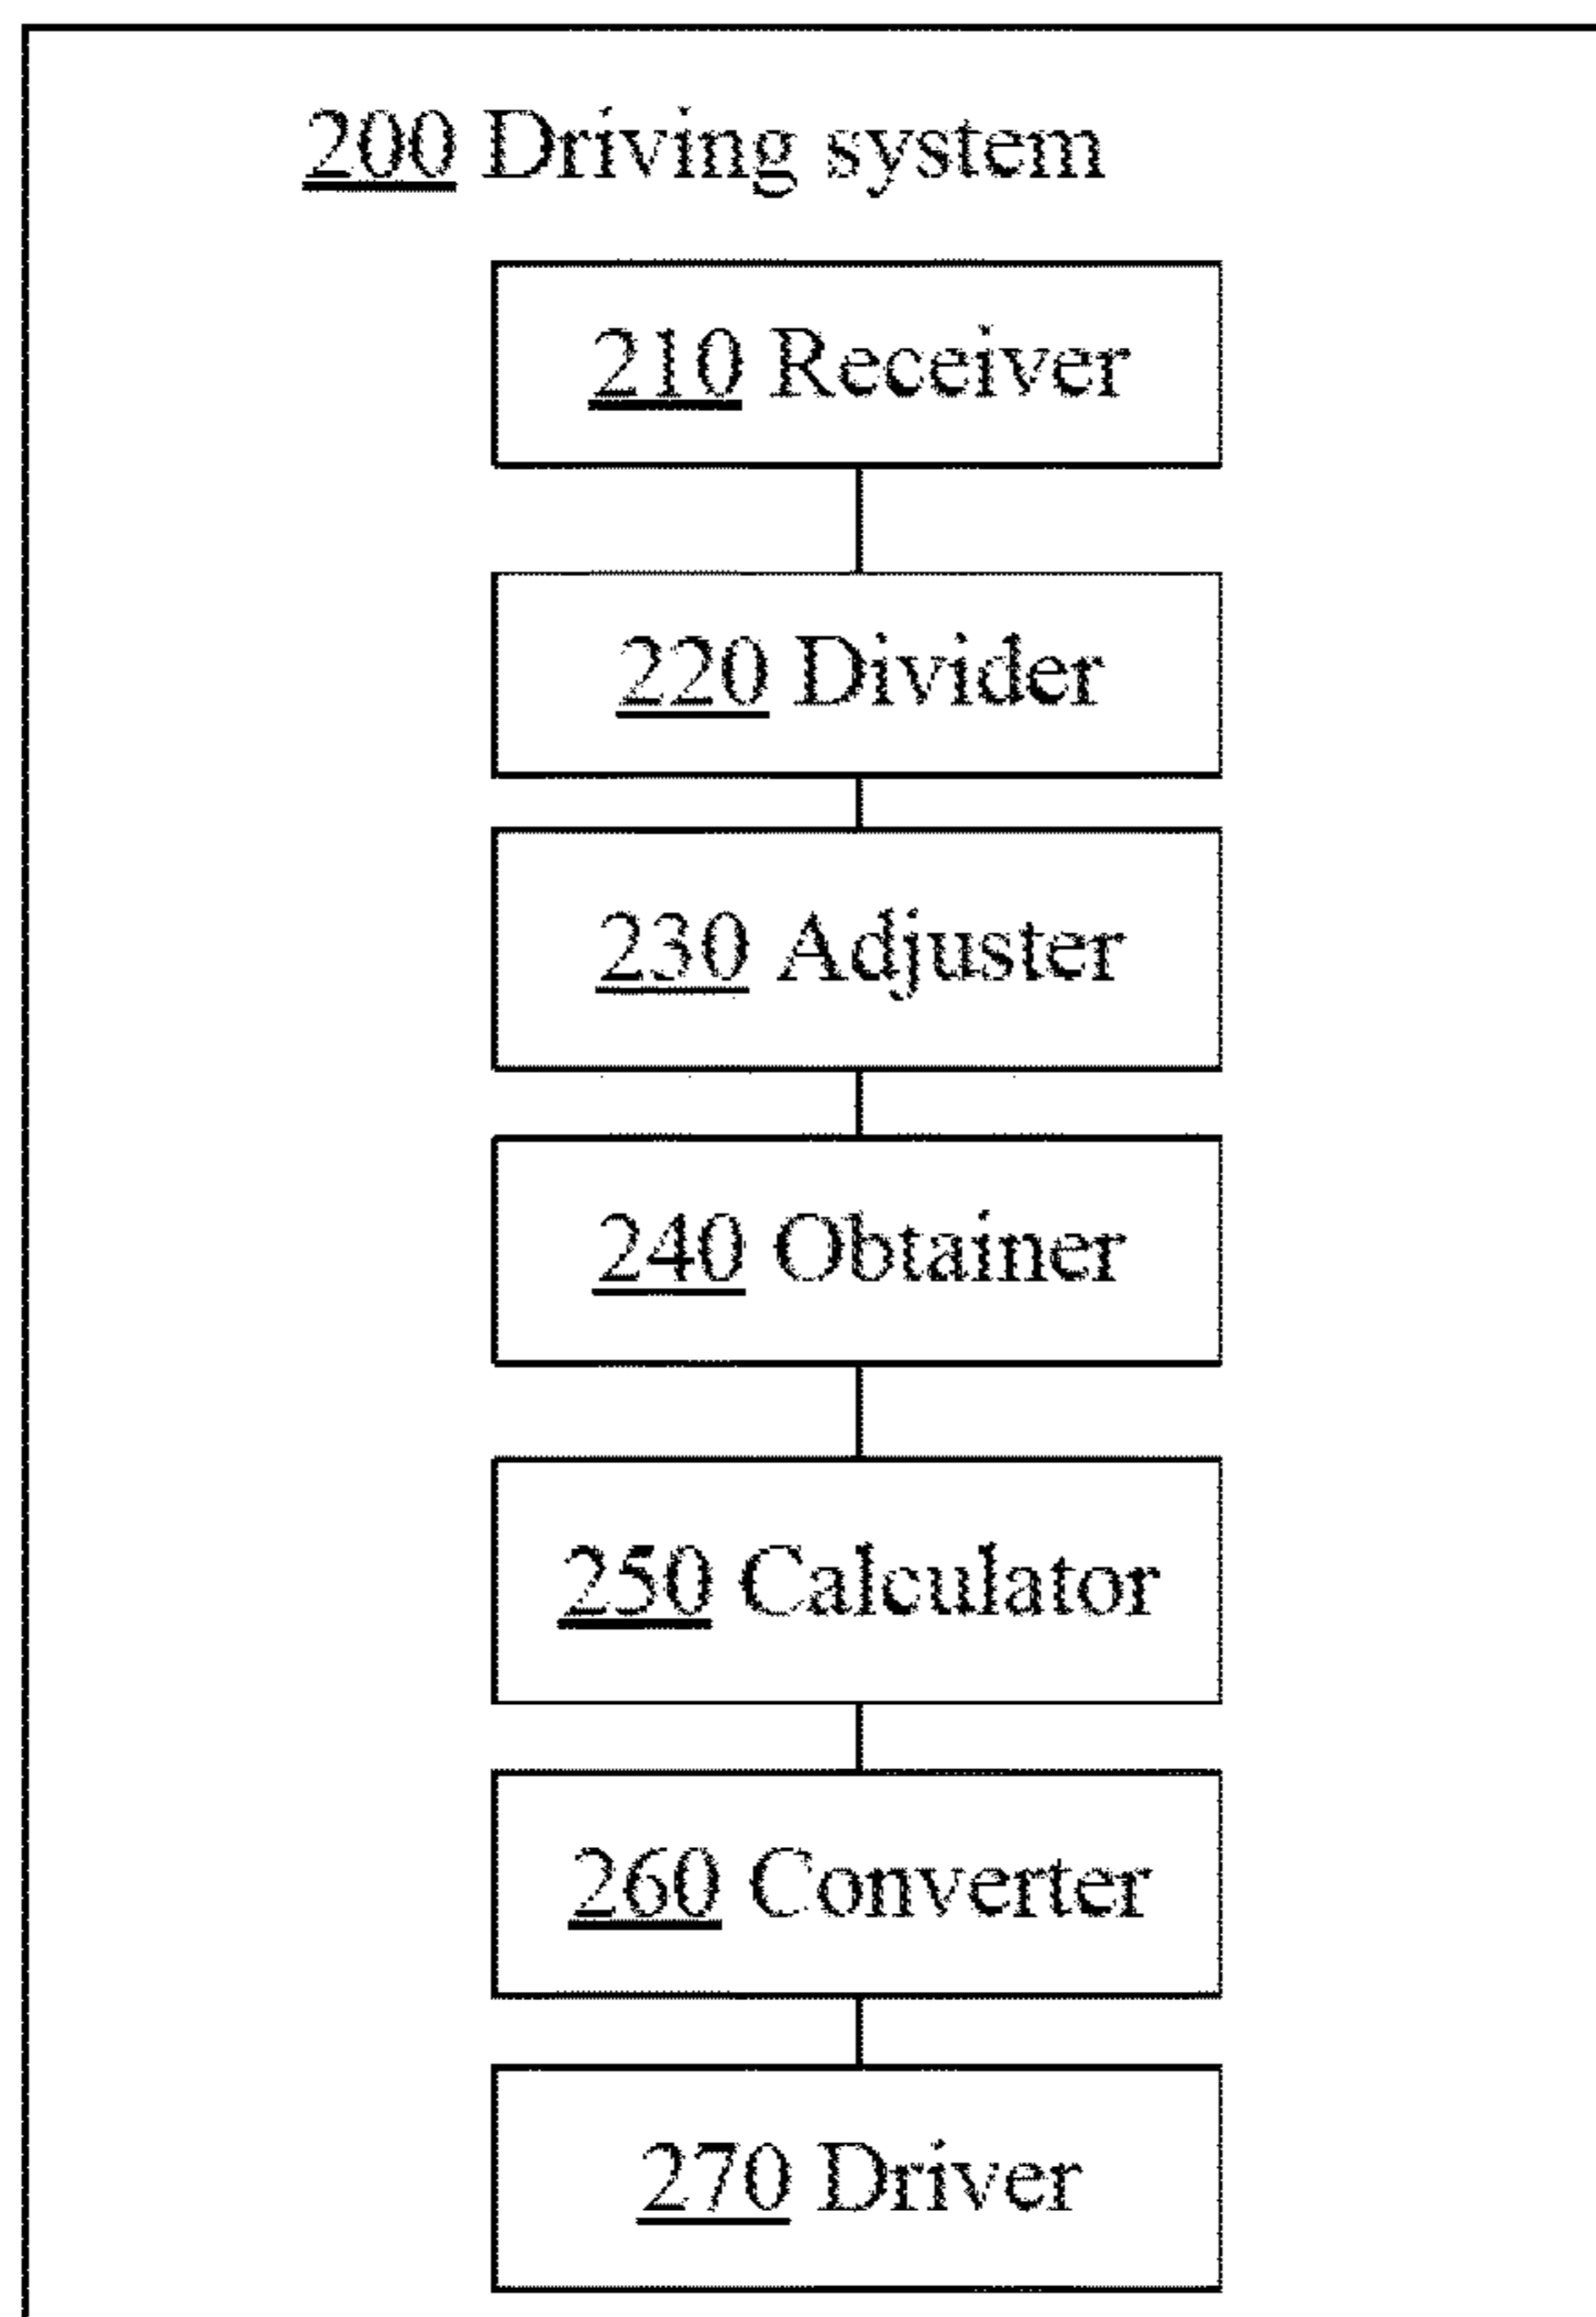 200 Driving system
210 Receiver
220 Divider
230 Adjuster
240 Obtainer
250 Calculator
260 Converter
270 Driver